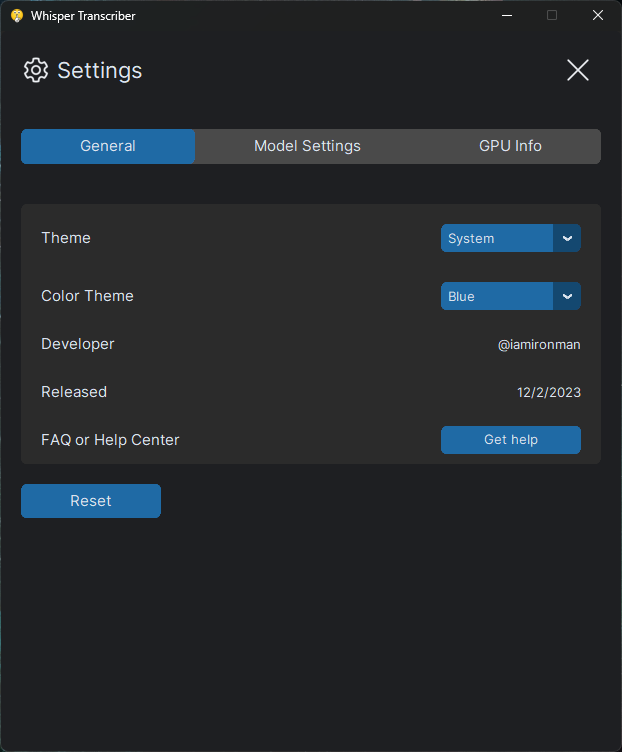 Whisper Transcriber
Settings
General Model Settings GPU Info
Theme System
Color Theme Blue
Developer @iamironman
Released 12/2/2023
FAQ or Help Center Get help
Reset